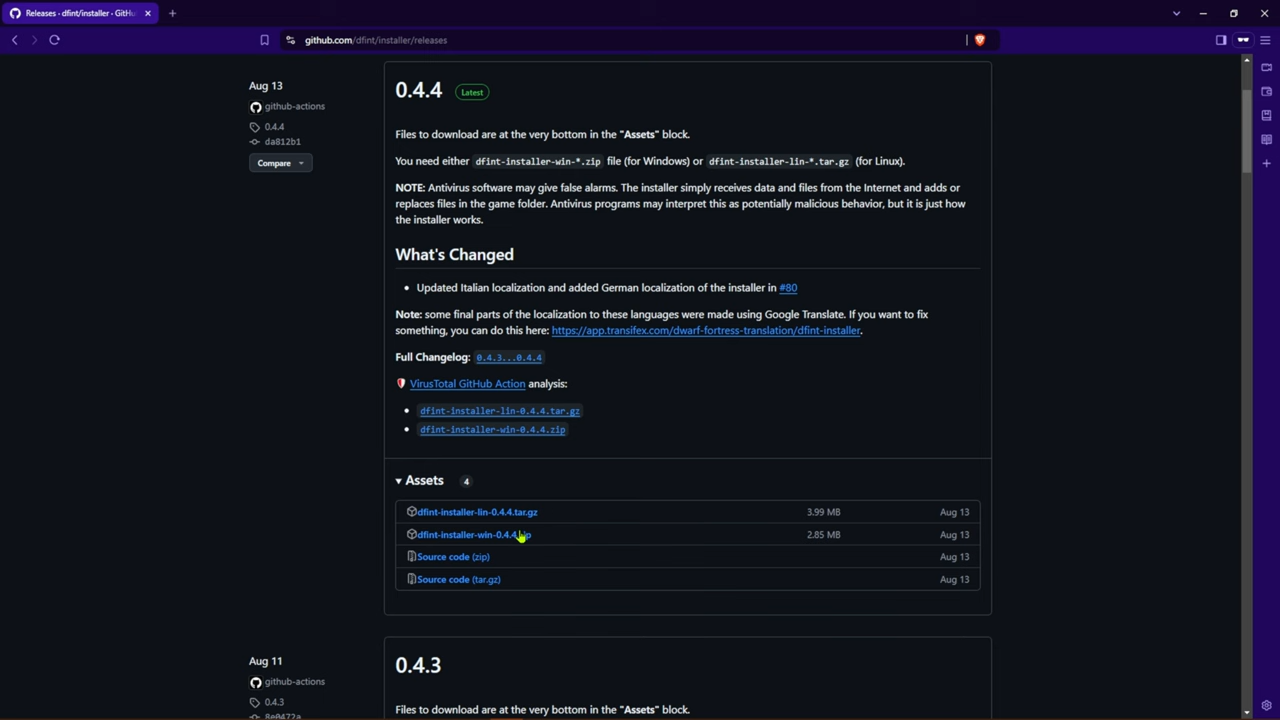 Releases · dfint/installer · GitHu
github.com/dfint/installer/releases
Aug 13
github-actions
0.4.4
da812b1
Compare
0.4.4 Latest
Files to download are at the very bottom in the "Assets" block.
You need either dfint-installer-win-*.zip file (for Windows) or dfint-installer-lin-*.tar.gz (for Linux).
NOTE: Antivirus software may give false alarms. The installer simply receives data and files from the Internet and adds or
replaces files in the game folder. Antivirus programs may interpret this as potentially malicious behavior, but it is just how
the installer works.
What's Changed
Updated Italian localization and added German localization of the installer in #80
Note: some final parts of the localization to these languages were made using Google Translate. If you want to fix
something, you can do this here: https://app.transifex.com/dwarf-fortress-translation/dfint-installer.
Full Changelog: 0.4.3...0.4.4
VirusTotal GitHub Action analysis:
dfint-installer-lin-0.4.4.tar.gz
dfint-installer-win-0.4.4.zip
Assets 4
dfint-installer-lin-0.4.4.tar.gz 3.99 MB Aug 13
dfint-installer-win-0.4.4.zip 2.85 MB Aug 13
Source code (zip) Aug 13
Source code (tar.gz) Aug 13
Aug 11
github-actions
0.4.3
8e0472a
0.4.3
Files to download are at the very bottom in the "Assets" block.